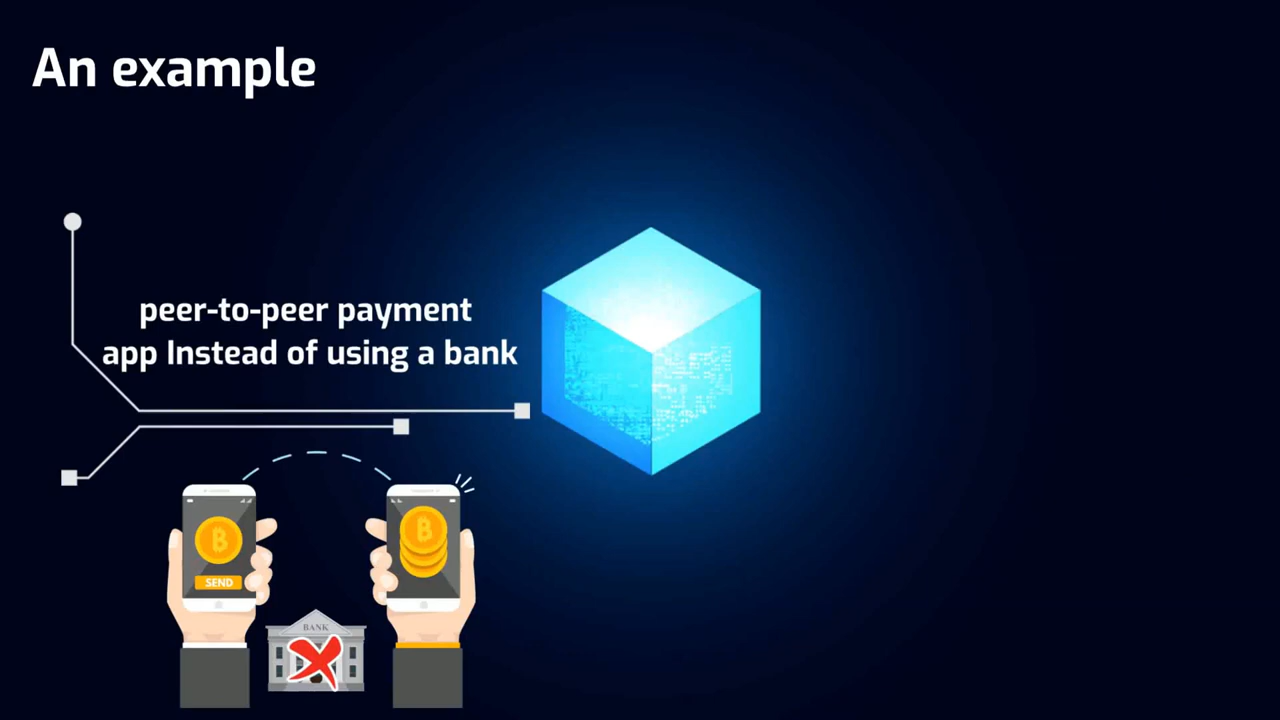 An example
peer-to-peer payment
app Instead of using a bank
SEND
BANK